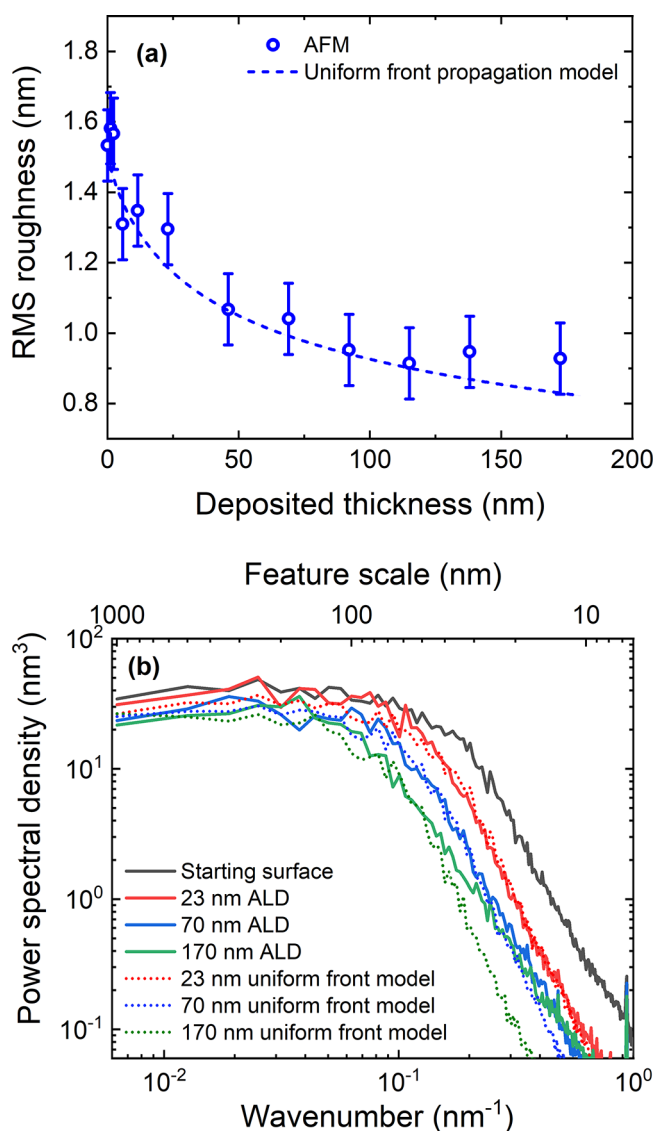 1.8
1.6
1.4
1.2
1.0
0.8
RMS roughness (nm)
(a)
AFM
Uniform front propagation model
0 50 100 150 200
Deposited thickness (nm)
Feature scale (nm)
1000 100 10
10²
10¹
10⁰
10⁻¹
Power spectral density (nm³)
(b)
Starting surface
23 nm ALD
70 nm ALD
170 nm ALD
23 nm uniform front model
70 nm uniform front model
170 nm uniform front model
10⁻² 10⁻¹ 10⁰
Wavenumber (nm⁻¹)